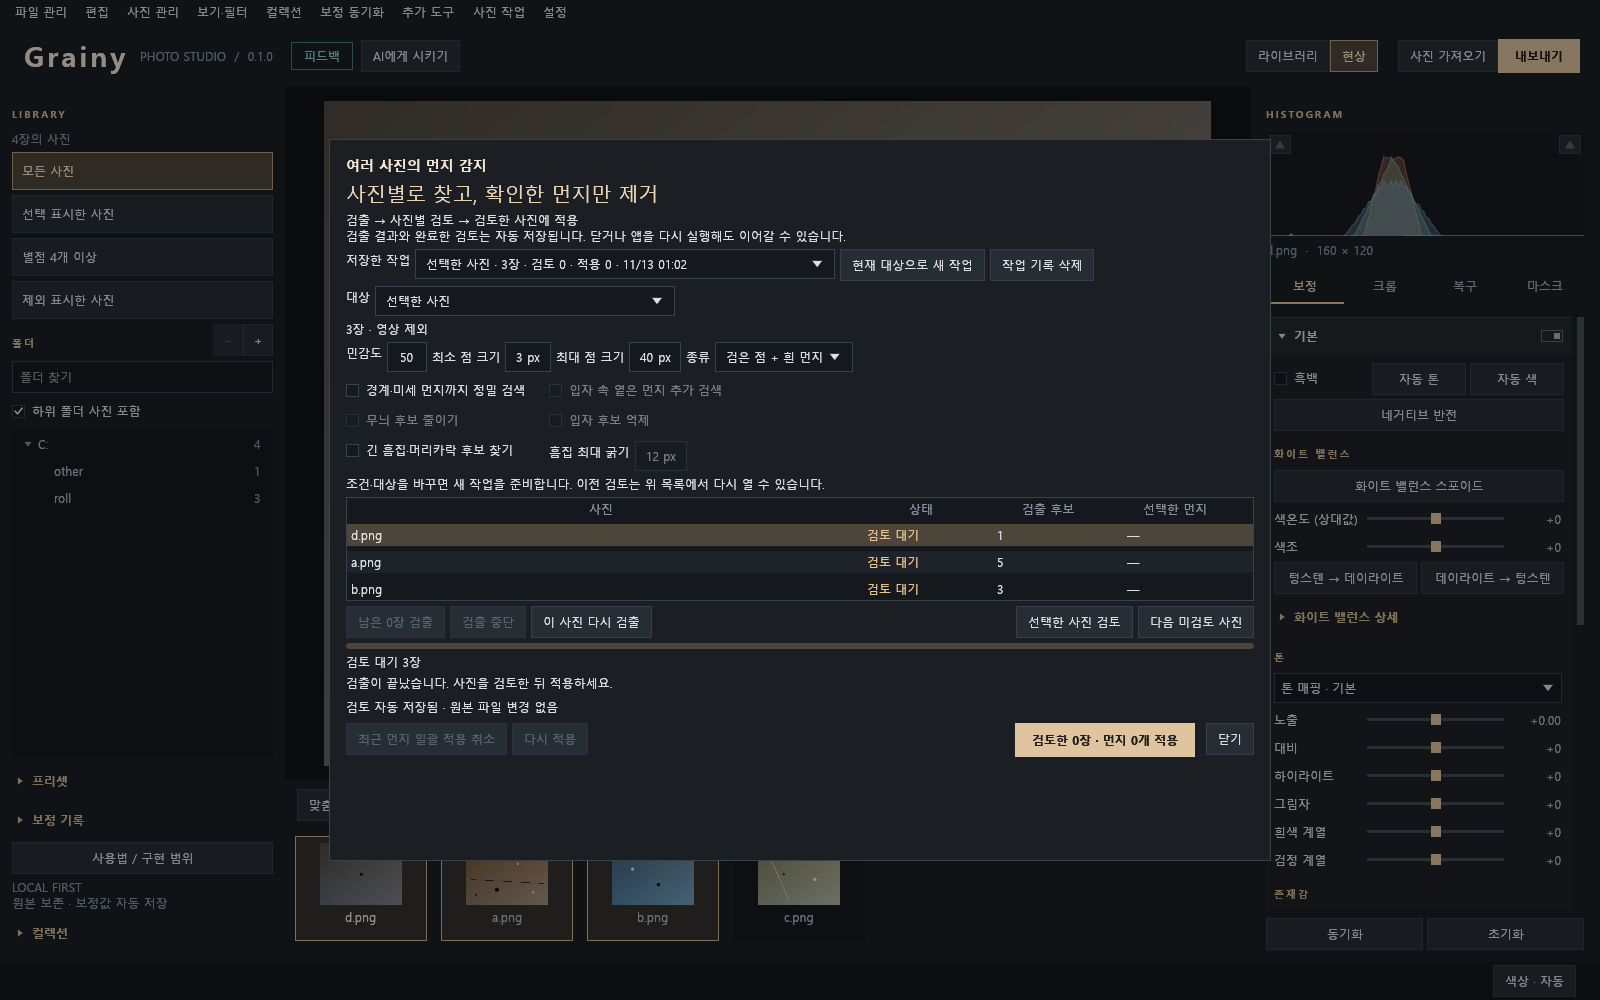 파일 관리 편집 사진 관리 보기·필터 컬렉션 보정 동기화 추가 도구 사진 작업 설정
Grainy PHOTO STUDIO / 0.1.0 피드백 AI에게 시키기 라이브러리 현상 사진 가져오기 내보내기
LIBRARY
4장의 사진
모든 사진
선택 표시한 사진
별점 4개 이상
제외 표시한 사진
폴더 − +
폴더 찾기
하위 폴더 사진 포함
C: 4
other 1
roll 3
프리셋
보정 기록
사용법 / 구현 범위
LOCAL FIRST
원본 보존 · 보정값 자동 저장
컬렉션
여러 사진의 먼지 감지
사진별로 찾고, 확인한 먼지만 제거
검출 → 사진별 검토 → 검토한 사진에 적용
검출 결과와 완료한 검토는 자동 저장됩니다. 닫거나 앱을 다시 실행해도 이어갈 수 있습니다.
저장한 작업 선택한 사진 · 3장 · 검토 0 · 적용 0 · 11/13 01:02 현재 대상으로 새 작업 작업 기록 삭제
대상 선택한 사진
3장 · 영상 제외
민감도 50 최소 점 크기 3 px 최대 점 크기 40 px 종류 검은 점 + 흰 먼지
경계·미세 먼지까지 정밀 검색 입자 속 옅은 먼지 추가 검색
무늬 후보 줄이기 입자 후보 억제
긴 흠집·머리카락 후보 찾기 흠집 최대 굵기 12 px
조건·대상을 바꾸면 새 작업을 준비합니다. 이전 검토는 위 목록에서 다시 열 수 있습니다.
사진 상태 검출 후보 선택한 먼지
d.png 검토 대기 1 —
a.png 검토 대기 5 —
b.png 검토 대기 3 —
남은 0장 검출 검출 중단 이 사진 다시 검출 선택한 사진 검토 다음 미검토 사진
검토 대기 3장
검출이 끝났습니다. 사진을 검토한 뒤 적용하세요.
검토 자동 저장됨 · 원본 파일 변경 없음
최근 먼지 일괄 적용 취소 다시 적용 검토한 0장 · 먼지 0개 적용 닫기
맞춤
d.png a.png b.png c.png
HISTOGRAM
.png · 160 × 120
보정 크롭 복구 마스크
기본
흑백 자동 톤 자동 색
네거티브 반전
화이트 밸런스
화이트 밸런스 스포이드
색온도 (상대값) +0
색조 +0
텅스텐 → 데이라이트 데이라이트 → 텅스텐
화이트 밸런스 상세
톤
톤 매핑 · 기본
노출 +0.00
대비 +0
하이라이트 +0
그림자 +0
흰색 계열 +0
검정 계열 +0
존재감
동기화 초기화
색상 · 자동